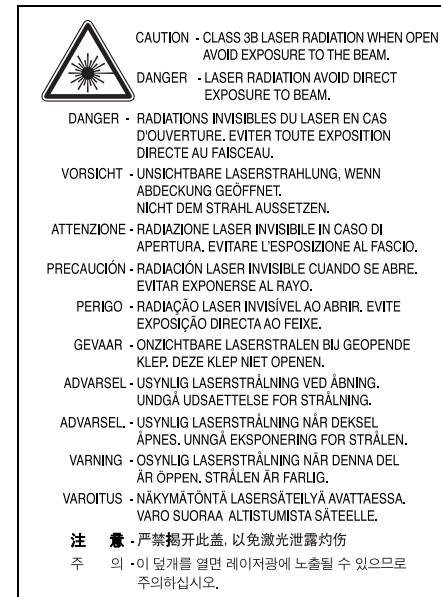 CAUTION - CLASS 3B LASER RADIATION WHEN OPEN
AVOID EXPOSURE TO THE BEAM.
DANGER - LASER RADIATION AVOID DIRECT
EXPOSURE TO BEAM.
DANGER - RADIATIONS INVISIBLES DU LASER EN CAS
D'OUVERTURE. EVITER TOUTE EXPOSITION
DIRECTE AU FAISCEAU.
VORSICHT - UNSICHTBARE LASERSTRAHLUNG, WENN
ABDECKUNG GEÖFFNET.
NICHT DEM STRAHL AUSSETZEN.
ATTENZIONE - RADIAZIONE LASER INVISIBILE IN CASO DI
APERTURA. EVITARE L'ESPOSIZIONE AL FASCIO.
PRECAUCIÓN - RADIACIÓN LASER INVISIBLE CUANDO SE ABRE.
EVITAR EXPONERSE AL RAYO.
PERIGO - RADIAÇÃO LASER INVISÍVEL AO ABRIR. EVITE
EXPOSIÇÃO DIRECTA AO FEIXE.
GEVAAR - ONZICHTBARE LASERSTRALEN BIJ GEOPENDE
KLEP. DEZE KLEP NIET OPENEN.
ADVARSEL - USYNLIG LASERSTRÅLNING VED ÅBNING.
UNDGÅ UDSAETTELSE FOR STRÅLNING.
ADVARSEL. - USYNLIG LASERSTRÅLNING NÅR DEKSEL
ÅPNES. UNNGÅ EKSPONERING FOR STRÅLEN.
VARNING - OSYNLIG LASERSTRÅLNING NÄR DENNA DEL
ÄR ÖPPEN. STRÅLEN ÄR FARLIG.
VAROITUS - NÄKYMÄTÖNTÄ LASERSÄTEILYÄ AVATTAESSA.
VARO SUORAA ALTISTUMISTA SÄTEELLE.
注 意 - 严禁揭开此盖, 以免激光泄露灼伤
주 의 - 이 덮개를 열면 레이저광에 노출될 수 있으므로
주의하십시오.